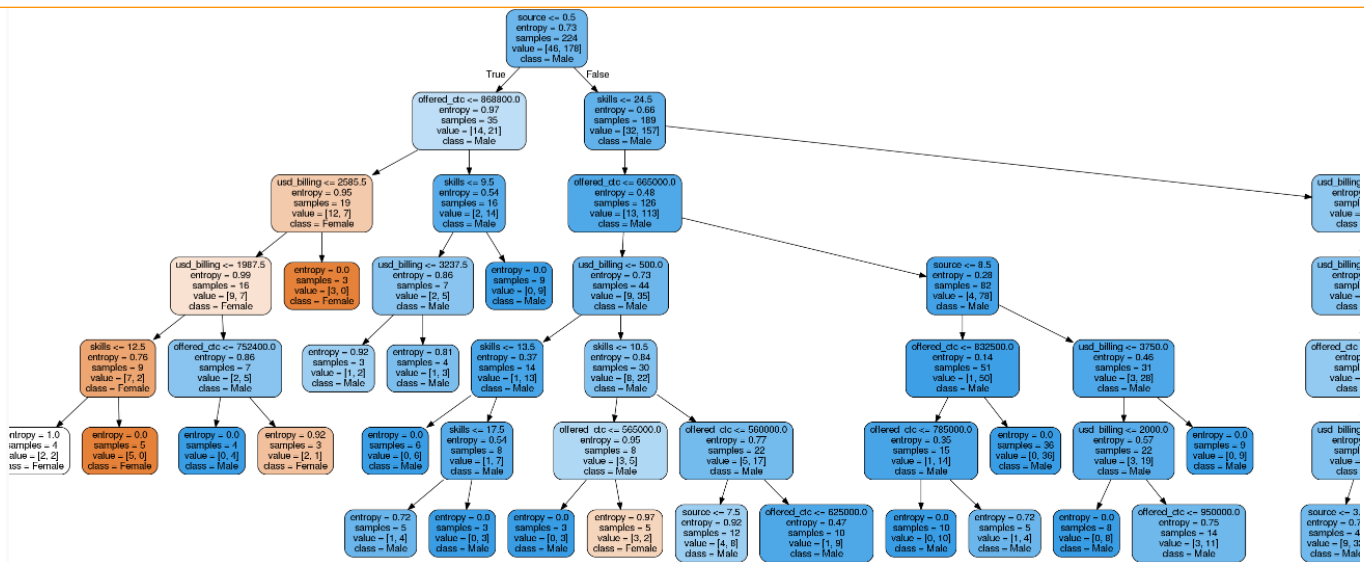 source <= 0.5
entropy = 0.73
samples = 224
value = [46, 178]
class = Male
True
False
offered_ctc <= 868800.0
entropy = 0.97
samples = 35
value = [14, 21]
class = Male
skills <= 24.5
entropy = 0.66
samples = 189
value = [32, 157]
class = Male
usd_billing <= 2585.5
entropy = 0.95
samples = 19
value = [12, 7]
class = Female
skills <= 9.5
entropy = 0.54
samples = 16
value = [2, 14]
class = Male
offered_ctc <= 665000.0
entropy = 0.48
samples = 126
value = [13, 113]
class = Male
usd_billing
usd_billing <= 1987.5
entropy = 0.99
samples = 16
value = [9, 7]
class = Female
entropy = 0.0
samples = 3
value = [3, 0]
class = Female
usd_billing <= 3237.5
entropy = 0.86
samples = 7
value = [2, 5]
class = Male
entropy = 0.0
samples = 9
value = [0, 9]
class = Male
usd_billing <= 500.0
entropy = 0.73
samples = 44
value = [9, 35]
class = Male
source <= 8.5
entropy = 0.28
samples = 82
value = [4, 78]
class = Male
usd_billing
skills <= 12.5
entropy = 0.76
samples = 9
value = [7, 2]
class = Female
offered_ctc <= 752400.0
entropy = 0.86
samples = 7
value = [2, 5]
class = Male
entropy = 0.92
samples = 3
value = [1, 2]
class = Male
entropy = 0.81
samples = 4
value = [1, 3]
class = Male
skills <= 13.5
entropy = 0.37
samples = 14
value = [1, 13]
class = Male
skills <= 10.5
entropy = 0.84
samples = 30
value = [8, 22]
class = Male
offered_ctc <= 832500.0
entropy = 0.14
samples = 51
value = [1, 50]
class = Male
usd_billing <= 3750.0
entropy = 0.46
samples = 31
value = [3, 28]
class = Male
offered_ctc
= 1.0
= 4
= [2, 2]
= Female
entropy = 0.0
samples = 5
value = [5, 0]
class = Female
entropy = 0.0
samples = 4
value = [0, 4]
class = Male
entropy = 0.92
samples = 3
value = [2, 1]
class = Female
entropy = 0.0
samples = 6
value = [0, 6]
class = Male
skills <= 17.5
entropy = 0.54
samples = 8
value = [1, 7]
class = Male
offered_ctc <= 565000.0
entropy = 0.95
samples = 8
value = [3, 5]
class = Male
offered_ctc <= 560000.0
entropy = 0.77
samples = 22
value = [5, 17]
class = Male
offered_ctc <= 785000.0
entropy = 0.35
samples = 15
value = [1, 14]
class = Male
entropy = 0.0
samples = 36
value = [0, 36]
class = Male
usd_billing <= 2000.0
entropy = 0.57
samples = 22
value = [3, 19]
class = Male
entropy = 0.0
samples = 9
value = [0, 9]
class = Male
usd_billing
entropy = 0.72
samples = 5
value = [1, 4]
class = Male
entropy = 0.0
samples = 3
value = [0, 3]
class = Male
entropy = 0.0
samples = 3
value = [0, 3]
class = Male
entropy = 0.97
samples = 5
value = [3, 2]
class = Female
source <= 7.5
entropy = 0.92
samples = 12
value = [4, 8]
class = Male
offered_ctc <= 625000.0
entropy = 0.47
samples = 10
value = [1, 9]
class = Male
entropy = 0.0
samples = 10
value = [0, 10]
class = Male
entropy = 0.72
samples = 5
value = [1, 4]
class = Male
entropy = 0.0
samples = 8
value = [0, 8]
class = Male
offered_ctc <= 950000.0
entropy = 0.75
samples = 14
value = [3, 11]
class = Male
source <=